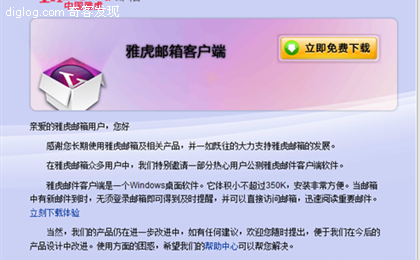 diglog.com 奇客发现
中国雅虎
雅虎邮箱客户端
立即免费下载
亲爱的雅虎邮箱用户，您好
感谢您长期使用雅虎邮箱及相关产品，并一如既往的大力支持雅虎邮箱的发展。
在雅虎邮箱众多用户中，我们特别邀请一部分热心用户公测雅虎邮件客户端软件。
雅虎邮件客户端是一个Windows桌面软件。它体积小不超过350K，安装非常方便。当邮箱
中有新邮件到时，无须登录邮箱即可得到及时提醒，并可以直接访问邮箱，迅速阅读重要邮件。
立刻下载体验
当然，我们的产品仍在进一步改进中，如有任何建议，欢迎您随时提出，便于我们在今后的
产品设计中改进。使用方面的困惑，希望我们的帮助中心可以帮您解决。